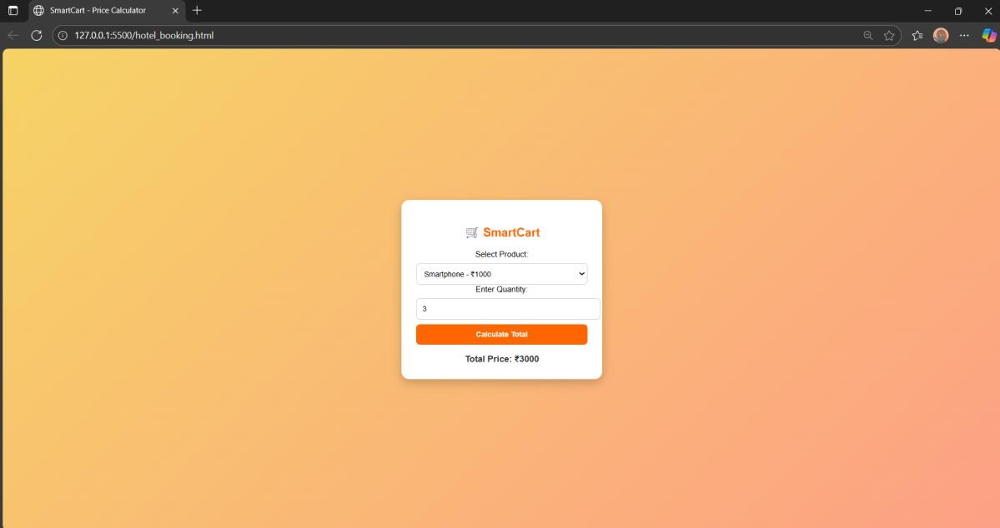 SmartCart - Price Calculator
127.0.0.1:5500/hotel_booking.html
SmartCart
Select Product:
Smartphone - ₹1000
Enter Quantity:
3
Calculate Total
Total Price: ₹3000